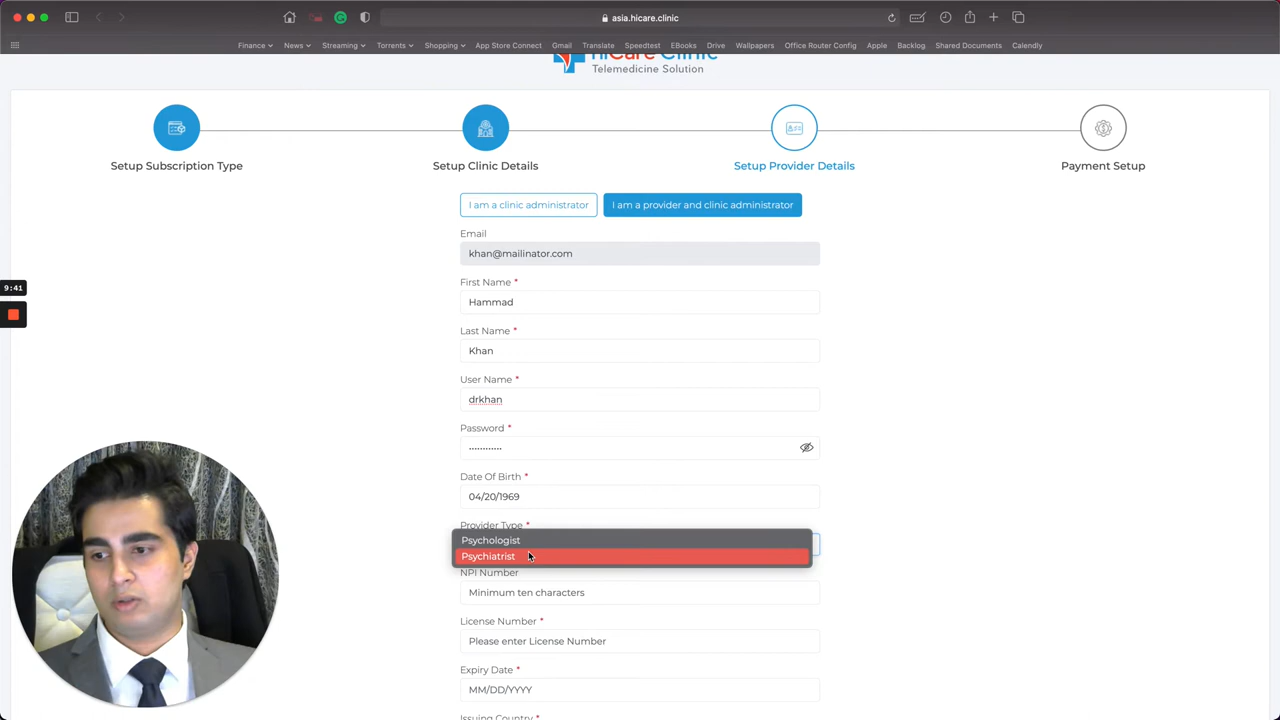 asia.hicare.clinic
Finance News Streaming Torrents Shopping App Store Connect Gmail Translate Speedtest EBooks Drive Wallpapers Office Router Config Apple Backlog Shared Documents Calendly
hiCare Clinic
Telemedicine Solution
Setup Subscription Type
Setup Clinic Details
Setup Provider Details
Payment Setup
I am a clinic administrator
I am a provider and clinic administrator
Email
khan@mailinator.com
First Name *
Hammad
Last Name *
Khan
User Name *
drkhan
Password *
••••••••••••
Date Of Birth *
04/20/1969
Provider Type *
Psychologist
Psychiatrist
NPI Number
Minimum ten characters
License Number *
Please enter License Number
Expiry Date *
MM/DD/YYYY
Issuing Country *
9:41